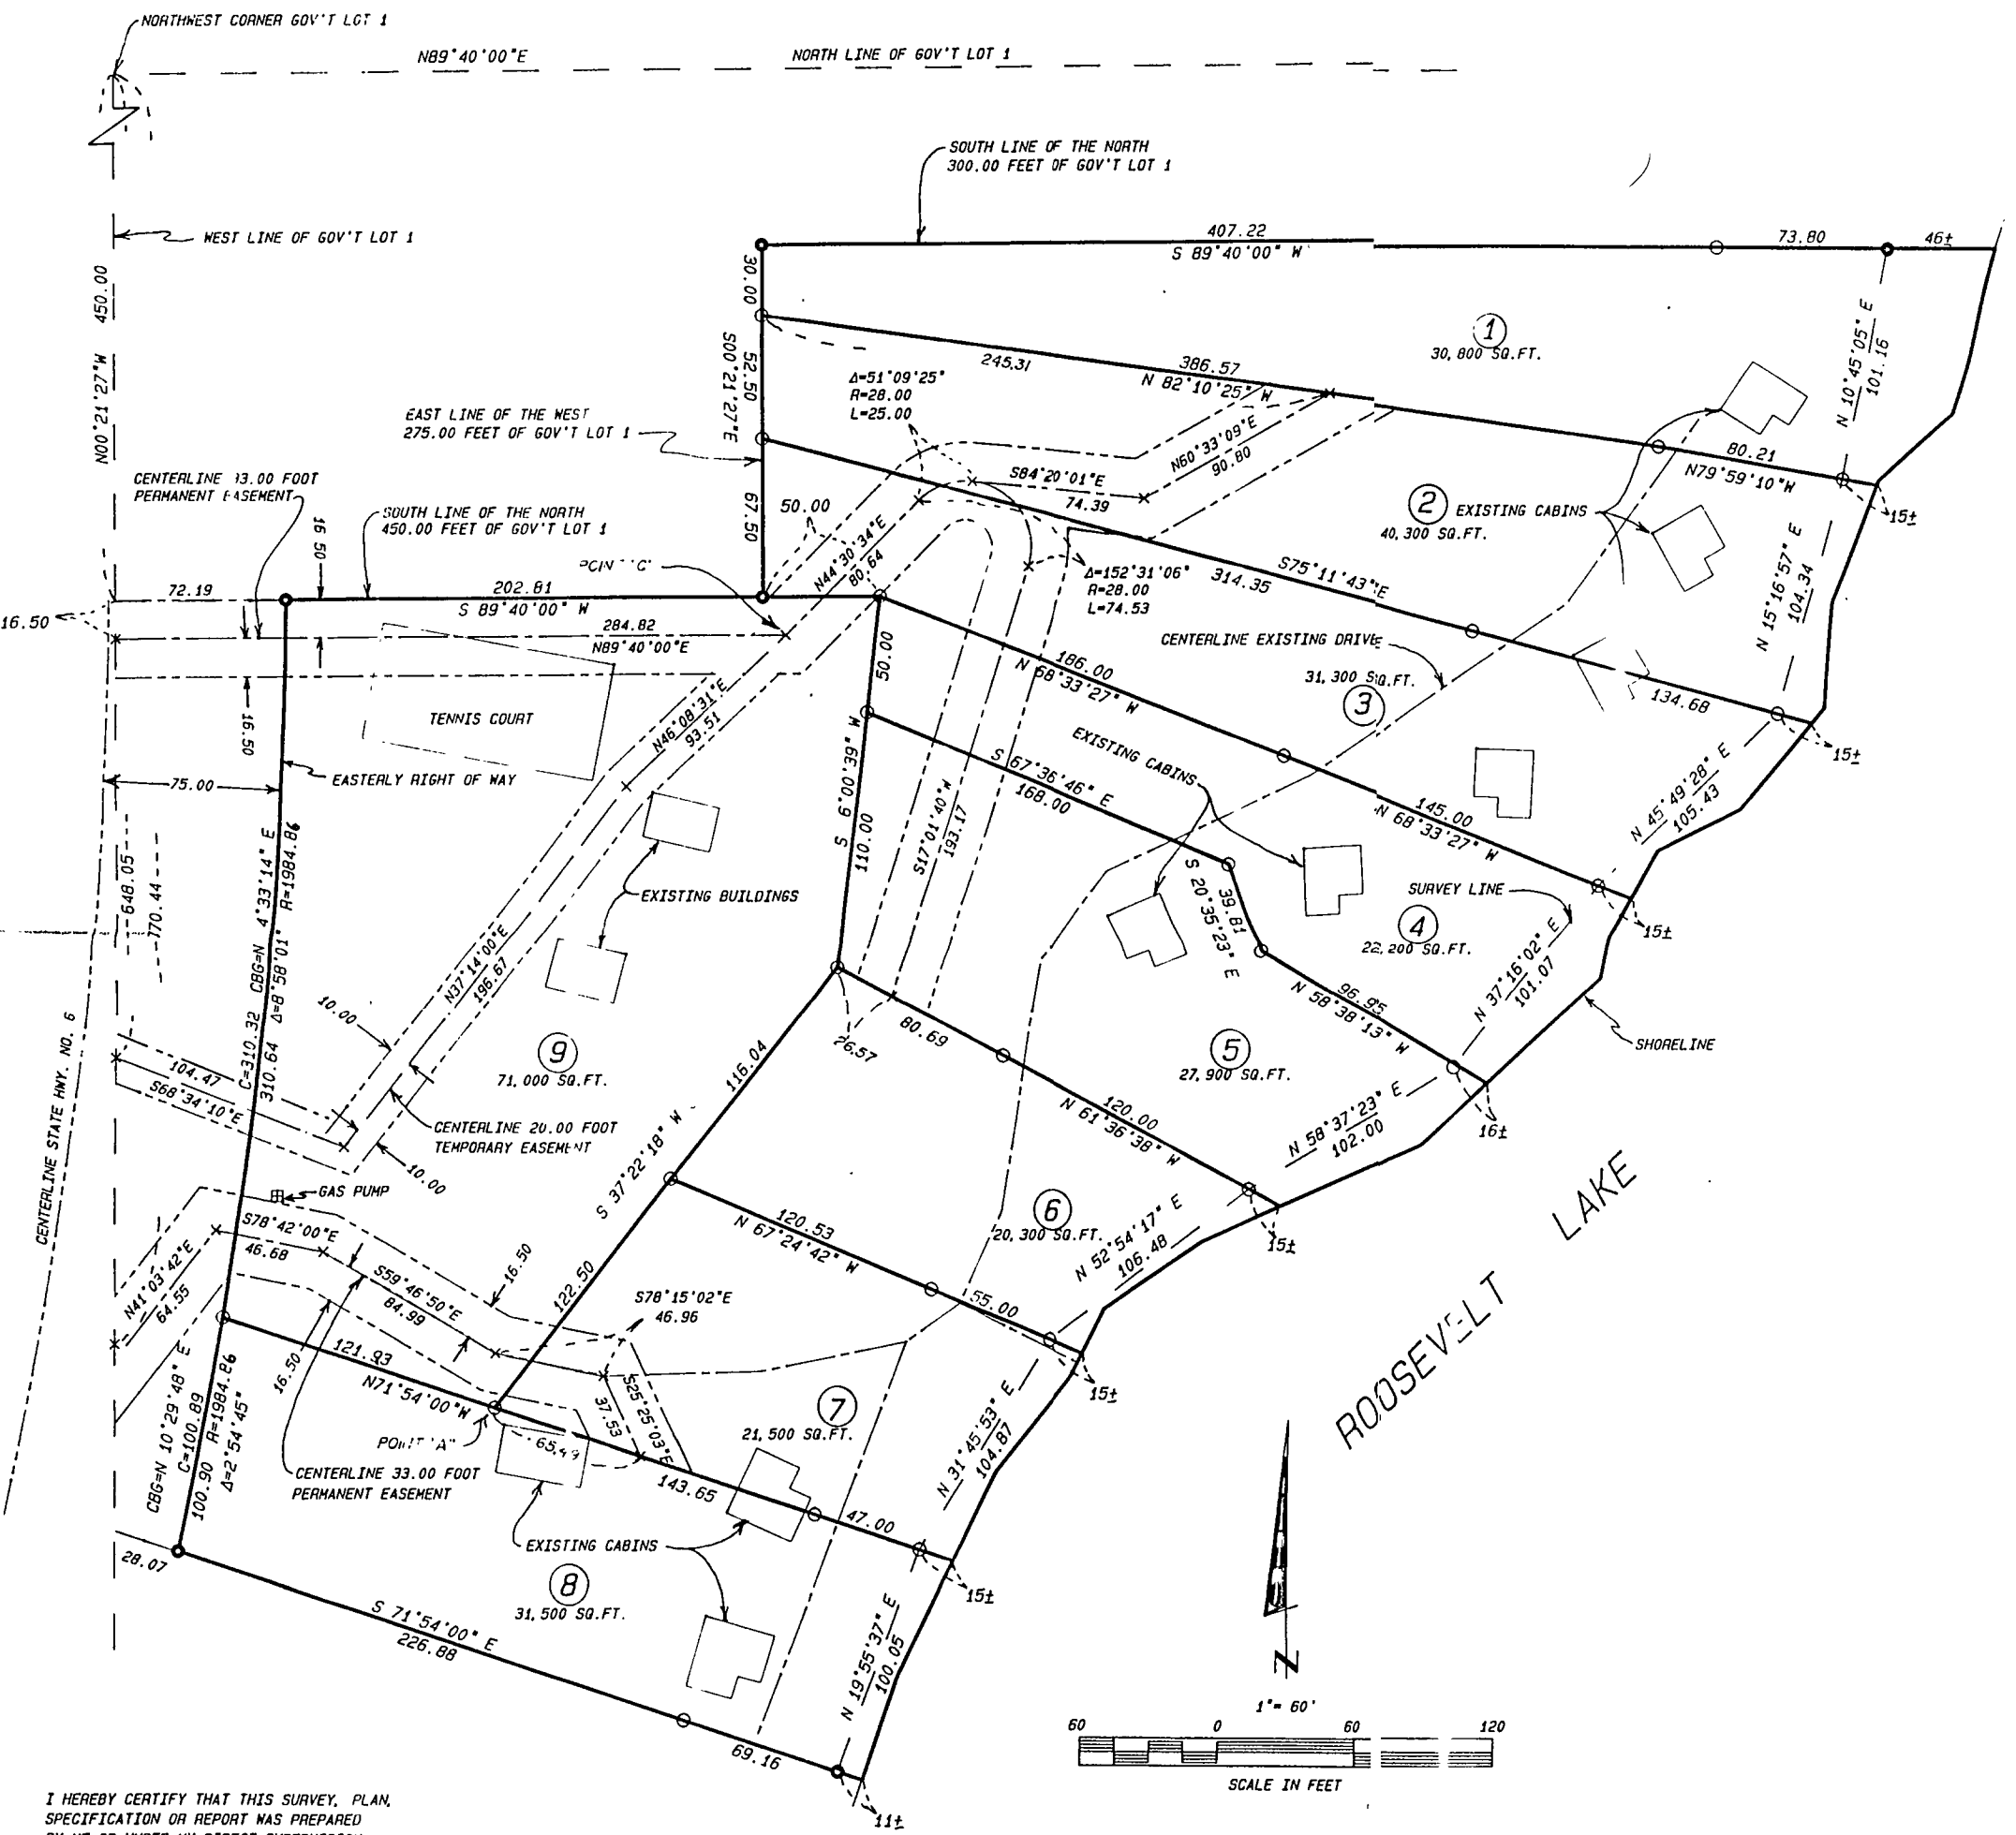 NORTHWEST CORNER GOV'T LOT 1
N89°40'00"E
NORTH LINE OF GOV'T LOT 1
SOUTH LINE OF THE NORTH
300.00 FEET OF GOV'T LOT 1
WEST LINE OF GOV'T LOT 1
N00°21'27"W 450.00
407.22
S 89°40'00" W
73.80
46±
30.00
52.50
S00°21'27"E
67.50
1
30,800 SQ.FT.
N 10°45'05" E
101.16
245.31
386.57
N 82°10'25" W
Δ=51°09'25"
R=28.00
L=25.00
EAST LINE OF THE WEST
275.00 FEET OF GOV'T LOT 1
80.21
N79°59'10"W
15±
CENTERLINE 33.00 FOOT
PERMANENT EASEMENT
SOUTH LINE OF THE NORTH
450.00 FEET OF GOV'T LOT 1
16.50
50.00
N60°33'09"E
90.80
S84°20'01"E
74.39
2
EXISTING CABINS
40,300 SQ.FT.
N 15°16'57" E
104.34
N44°30'34"E
80.64
72.19
202.81
S 89°40'00" W
16.50
284.82
N89°40'00"E
Δ=152°31'06"
R=28.00
L=74.53
314.35
S75°11'43"E
134.68
15±
CENTERLINE EXISTING DRIVE
31,300 SQ.FT.
3
50.00
186.00
N 68°33'27" W
TENNIS COURT
16.50
EASTERLY RIGHT OF WAY
75.00
N46°08'31"E
93.51
EXISTING CABINS
S 67°36'46" E
168.00
S 6°00'39" W
110.00
S17°01'40"W
193.17
145.00
N 68°33'27" W
N 45°49'28" E
105.43
15±
EXISTING BUILDINGS
648.05
770.44
CBG=N 4°33'14" E
C=310.32
R=1984.86
Δ=8°58'01"
310.64
S 20°35'23" E
39.81
SURVEY LINE
4
22,200 SQ.FT.
N 37°16'02" E
101.07
SHORELINE
N37°14'00"E
196.67
10.00
96.95
N 58°38'13" W
5
27,900 SQ.FT.
16±
N 58°37'23" E
102.00
CENTERLINE STATE HWY. NO. 6
9
71,000 SQ.FT.
26.57
80.69
120.00
N 61°36'38" W
15±
104.47
S68°34'10"E
CENTERLINE 20.00 FOOT
TEMPORARY EASEMENT
10.00
GAS PUMP
116.04
S 37°22'18" W
122.50
6
20,300 SQ.FT.
N 52°54'17" E
106.48
120.53
N 67°24'42" W
55.00
15±
S78°42'00"E
46.68
N41°03'42"E
64.55
S59°46'50"E
84.99
16.50
S78°15'02"E
46.96
16.50
121.93
N71°54'00"W
S25°25'03"E
37.53
7
21,500 SQ.FT.
N 31°45'53" E
104.87
ROOSEVELT LAKE
65.49
143.65
47.00
15±
CBG=N 10°29'48" E
C=100.89
100.90
R=1984.86
Δ=2°54'45"
CENTERLINE 33.00 FOOT
PERMANENT EASEMENT
EXISTING CABINS
8
31,500 SQ.FT.
28.07
S 71°54'00" E
226.88
69.16
N 19°55'37" E
100.05
11±
N
1"= 60'
60 0 60 120
SCALE IN FEET
I HEREBY CERTIFY THAT THIS SURVEY, PLAN,
SPECIFICATION OR REPORT WAS PREPARED